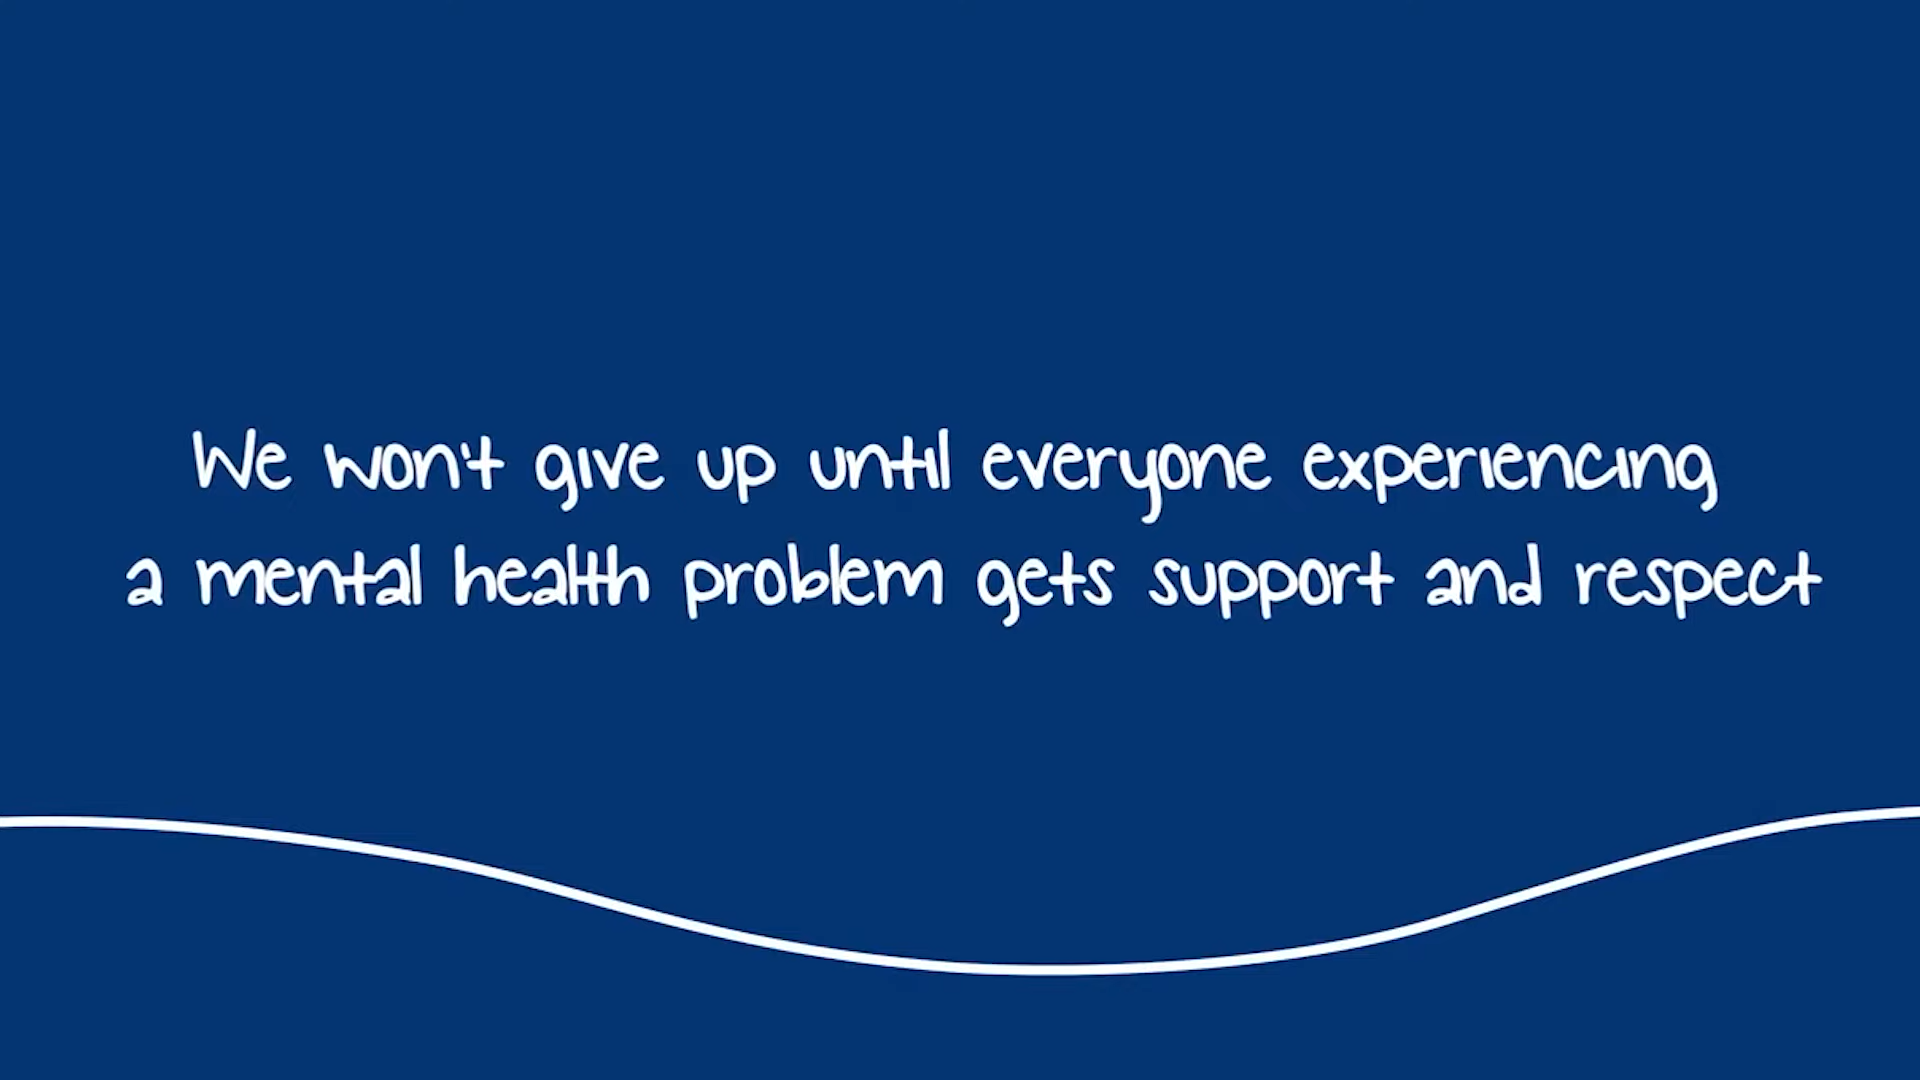 We won't give up until everyone experiencing
a mental health problem gets support and respect